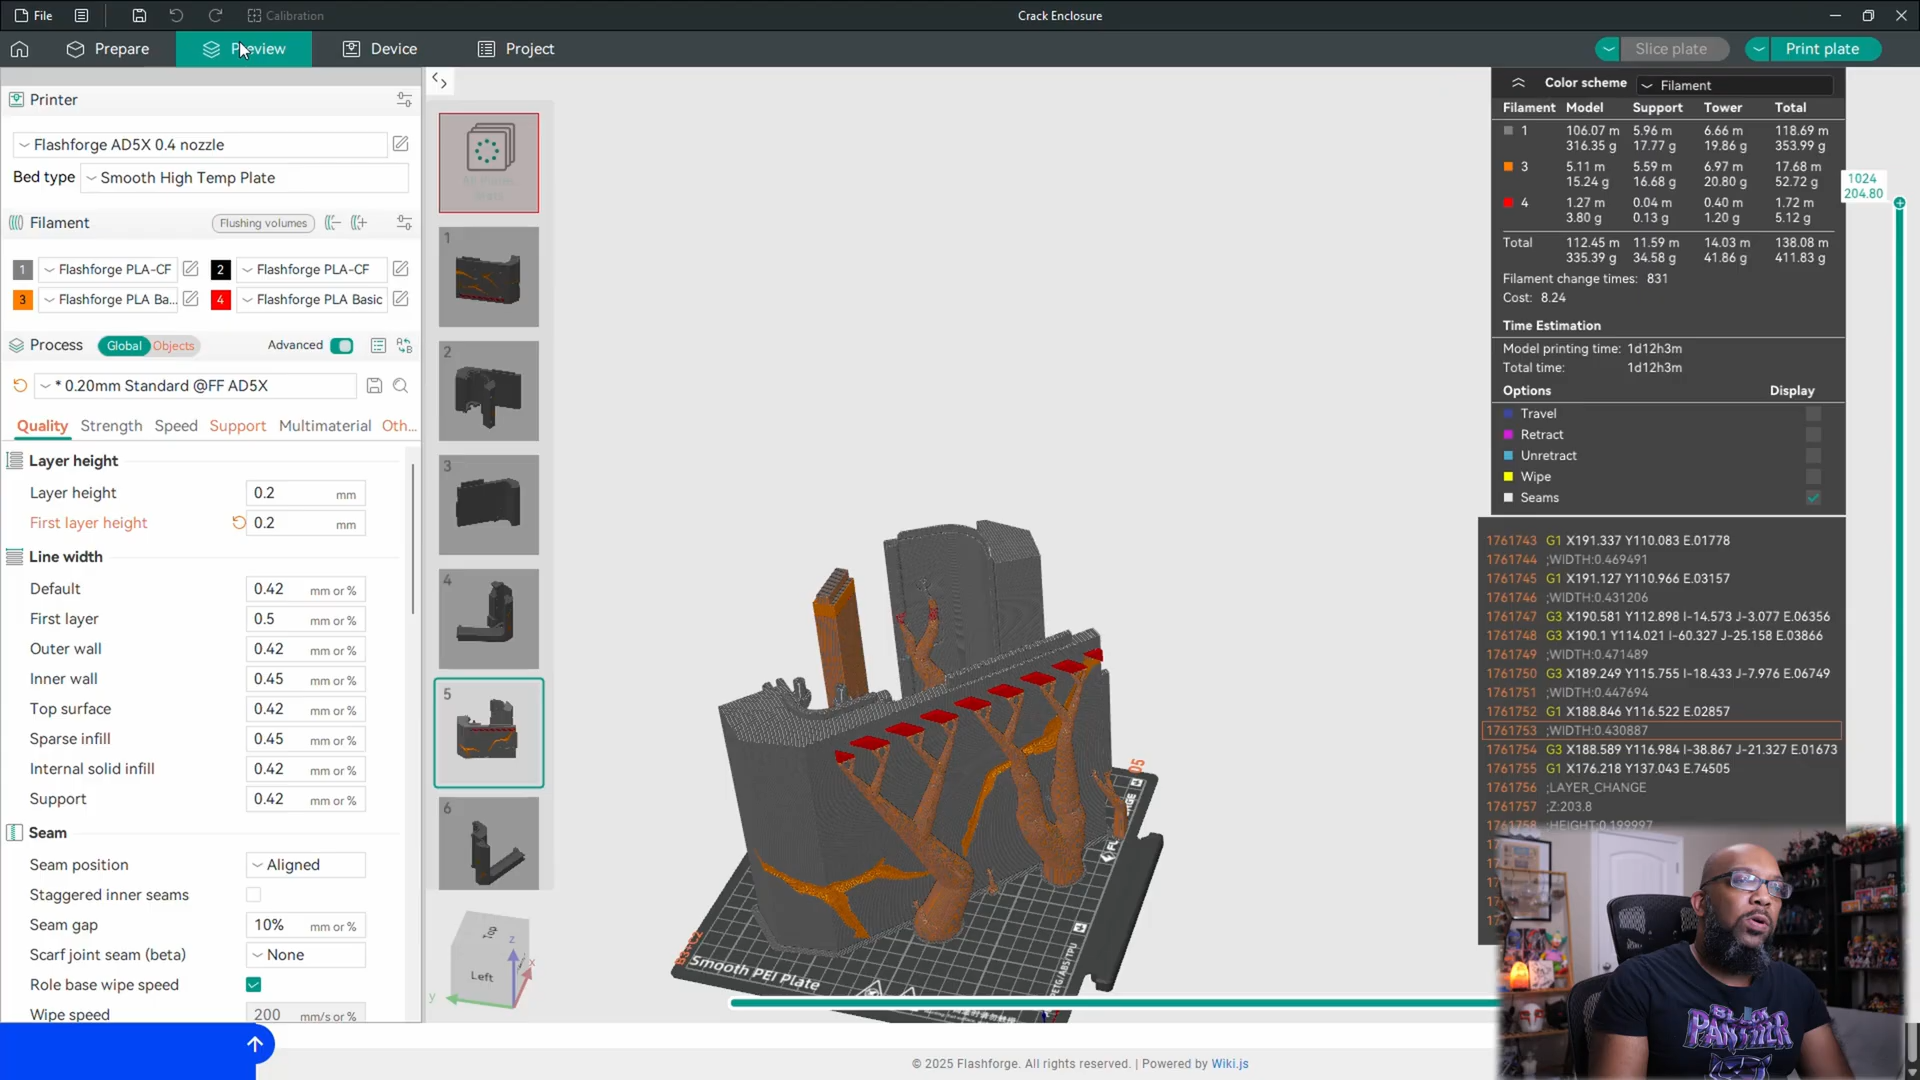 File
Calibration
Crack Enclosure
Prepare
Preview
Device
Project
Slice plate
Print plate
Printer
Flashforge AD5X 0.4 nozzle
Bed type
Smooth High Temp Plate
Filament
Flushing volumes
1 Flashforge PLA-CF
2 Flashforge PLA-CF
3 Flashforge PLA Ba...
4 Flashforge PLA Basic
Process
Global
Objects
Advanced
* 0.20mm Standard @FF AD5X
Quality
Strength
Speed
Support
Multimaterial
Oth...
Layer height
Layer height 0.2 mm
First layer height 0.2 mm
Line width
Default 0.42 mm or %
First layer 0.5 mm or %
Outer wall 0.42 mm or %
Inner wall 0.45 mm or %
Top surface 0.42 mm or %
Sparse infill 0.45 mm or %
Internal solid infill 0.42 mm or %
Support 0.42 mm or %
Seam
Seam position Aligned
Staggered inner seams
Seam gap 10% mm or %
Scarf joint seam (beta) None
Role base wipe speed
Wipe speed 200 mm/s or %
1
2
3
4
5
6
Top
Left
z
x
y
05
Smooth PEI Plate
PETG/ABS/TPU
Color scheme Filament
Filament Model Support Tower Total
1 106.07 m 5.96 m 6.66 m 118.69 m
316.35 g 17.77 g 19.86 g 353.99 g
3 5.11 m 5.59 m 6.97 m 17.68 m
15.24 g 16.68 g 20.80 g 52.72 g
4 1.27 m 0.04 m 0.40 m 1.72 m
3.80 g 0.13 g 1.20 g 5.12 g
Total 112.45 m 11.59 m 14.03 m 138.08 m
335.39 g 34.58 g 41.86 g 411.83 g
Filament change times: 831
Cost: 8.24
Time Estimation
Model printing time: 1d12h3m
Total time: 1d12h3m
Options Display
Travel
Retract
Unretract
Wipe
Seams
1024
204.80
1761743 G1 X191.337 Y110.083 E.01778
1761744 ;WIDTH:0.469491
1761745 G1 X191.127 Y110.966 E.03157
1761746 ;WIDTH:0.431206
1761747 G3 X190.581 Y112.898 I-14.573 J-3.077 E.06356
1761748 G3 X190.1 Y114.021 I-60.327 J-25.158 E.03866
1761749 ;WIDTH:0.471489
1761750 G3 X189.249 Y115.755 I-18.433 J-7.976 E.06749
1761751 ;WIDTH:0.447694
1761752 G1 X188.846 Y116.522 E.02857
1761753 ;WIDTH:0.430887
1761754 G3 X188.589 Y116.984 I-38.867 J-21.327 E.01673
1761755 G1 X176.218 Y137.043 E.74505
1761756 ;LAYER_CHANGE
1761757 ;Z:203.8
1761758 ;HEIGHT:0.199997
BLACK
PANTHER
© 2025 Flashforge. All rights reserved. | Powered by Wiki.js